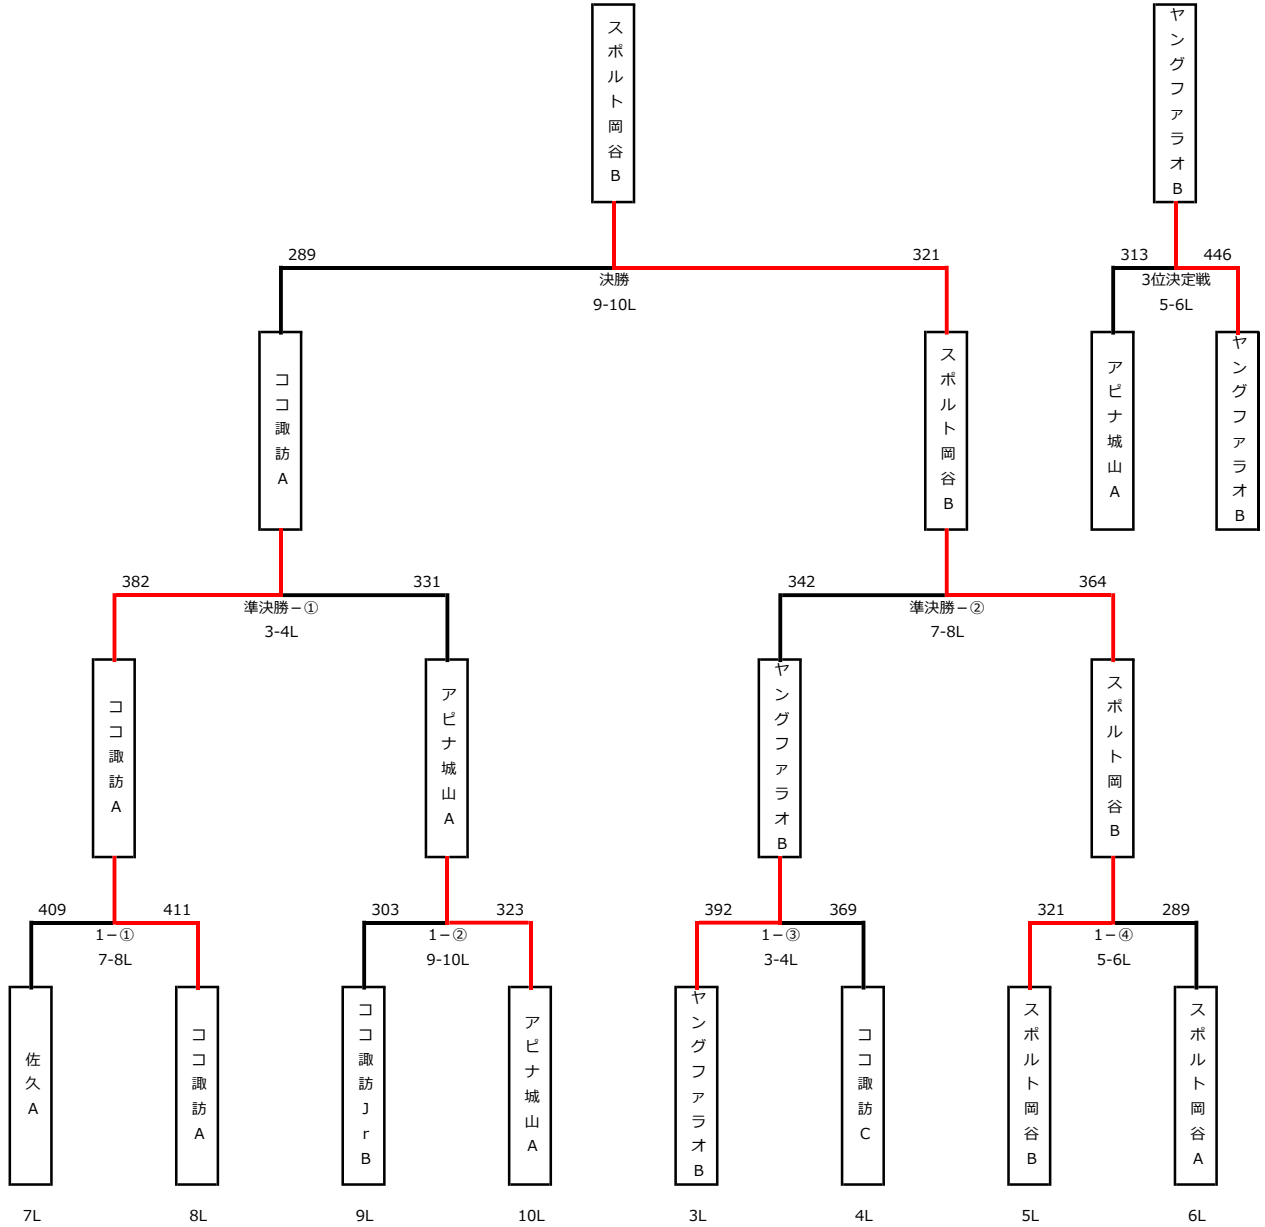 スポルト岡谷B
ヤングファラオB
289
321
313
446
決勝
3位決定戦
9-10L
5-6L
ココ諏訪A
スポルト岡谷B
アピナ城山A
ヤングファラオB
382
331
342
364
準決勝－①
準決勝－②
3-4L
7-8L
ココ諏訪A
アピナ城山A
ヤングファラオB
スポルト岡谷B
409
411
303
323
392
369
321
289
1－①
1－②
1－③
1－④
7-8L
9-10L
3-4L
5-6L
佐久A
ココ諏訪A
ココ諏訪JrB
アピナ城山A
ヤングファラオB
ココ諏訪C
スポルト岡谷B
スポルト岡谷A
7L
8L
9L
10L
3L
4L
5L
6L